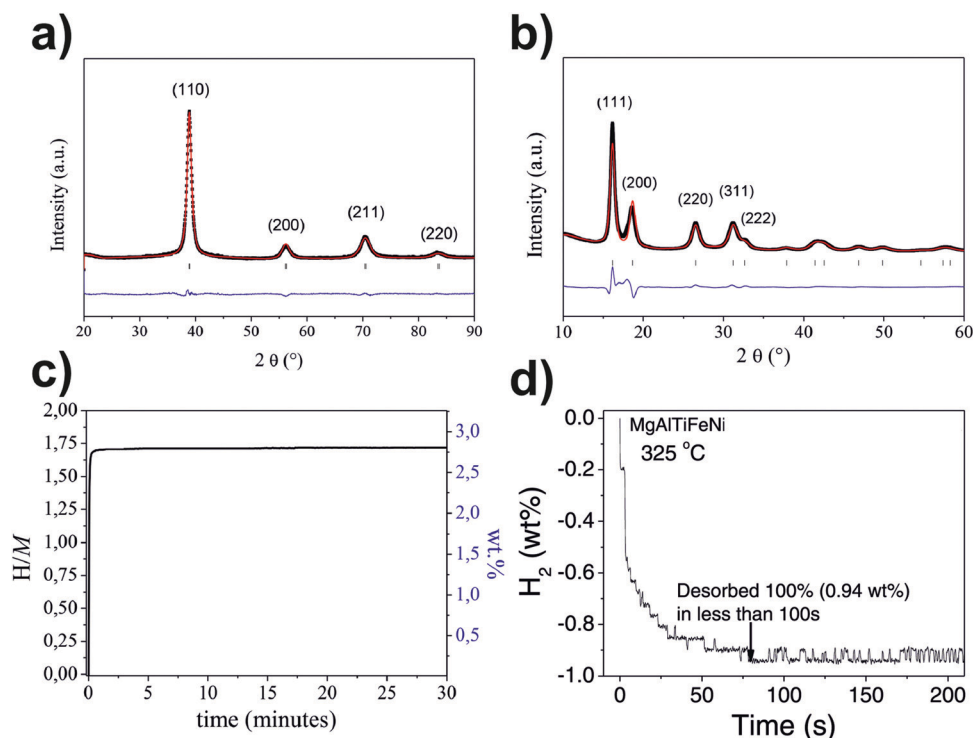 a)
Intensity (a.u.)
(110)
(200)
(211)
(220)
20 30 40 50 60 70 80 90
2 θ (°)
b)
Intensity (a.u.)
(111)
(200)
(220)
(311)
(222)
10 20 30 40 50 60
2 θ (°)
c)
H/M
2,00
1,75
1,50
1,25
1,00
0,75
0,50
0,25
0,00
0 5 10 15 20 25 30
time (minutes)
3,0
2,5
2,0
1,5
1,0
0,5
wt.%
d)
H2 (wt%)
0.0
-0.2
-0.4
-0.6
-0.8
-1.0
MgAlTiFeNi
325 °C
Desorbed 100% (0.94 wt%)
in less than 100s
0 50 100 150 200
Time (s)